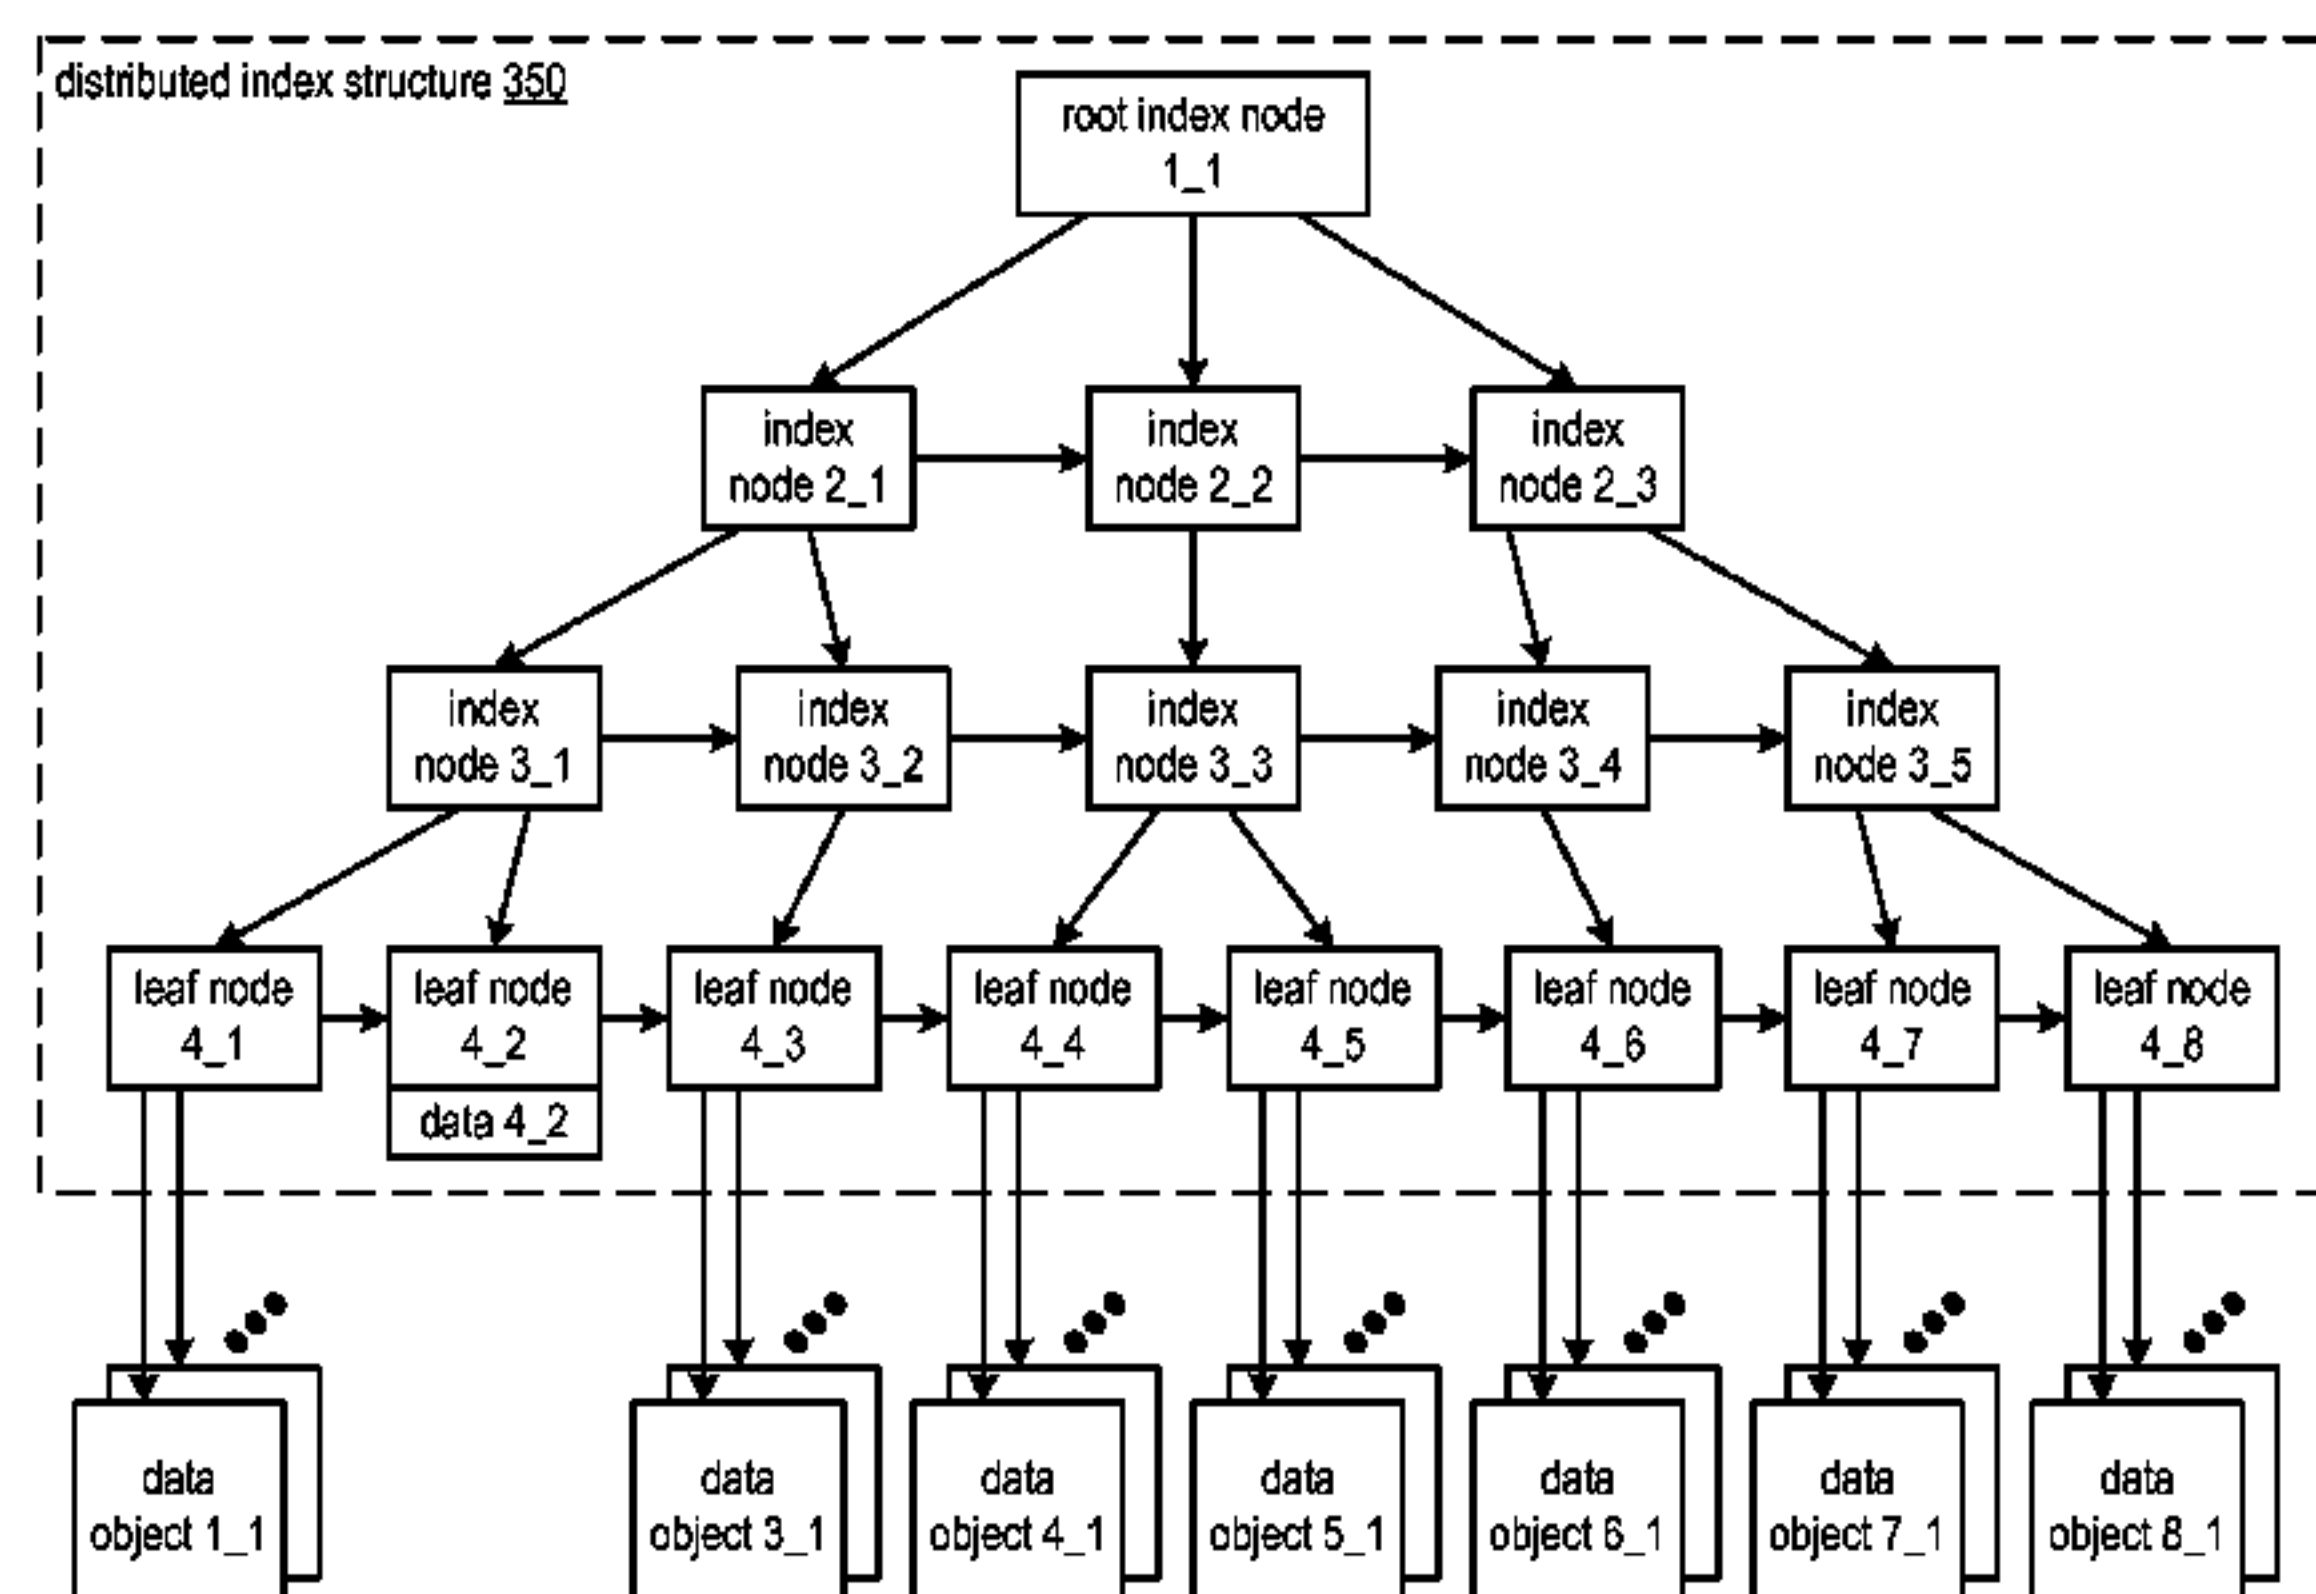 distributed index structure 350
root index node
1_1
index
node 2_1
index
node 2_2
index
node 2_3
index
node 3_1
index
node 3_2
index
node 3_3
index
node 3_4
index
node 3_5
leaf node
4_1
leaf node
4_2
data 4_2
leaf node
4_3
leaf node
4_4
leaf node
4_5
leaf node
4_6
leaf node
4_7
leaf node
4_8
data
object 1_1
data
object 3_1
data
object 4_1
data
object 5_1
data
object 6_1
data
object 7_1
data
object 8_1